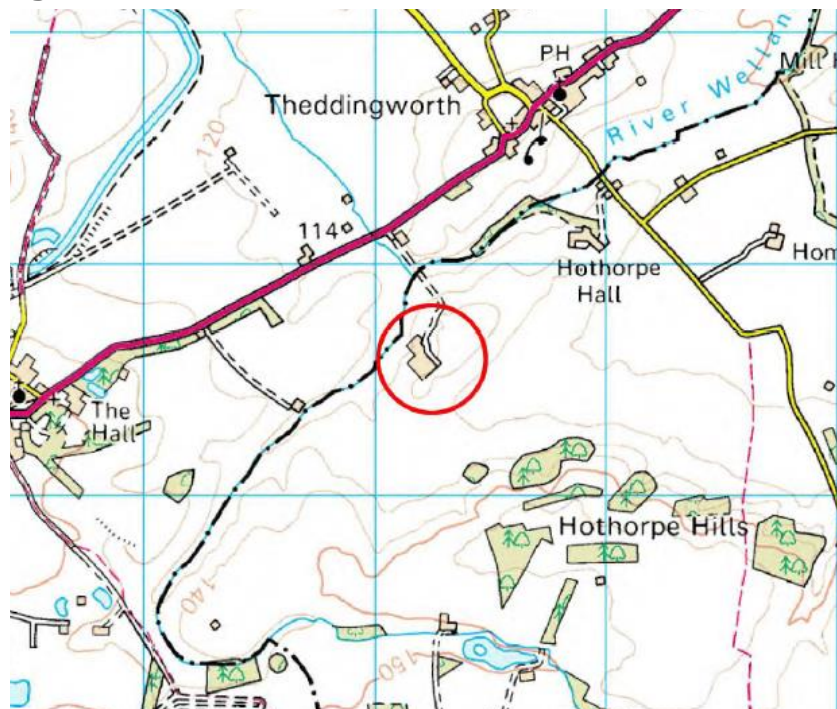 PH
Theddingworth
River Wellan
Mill H
120
114
Hothorpe
Hall
Hom
The
Hall
Hothorpe Hills
140
150